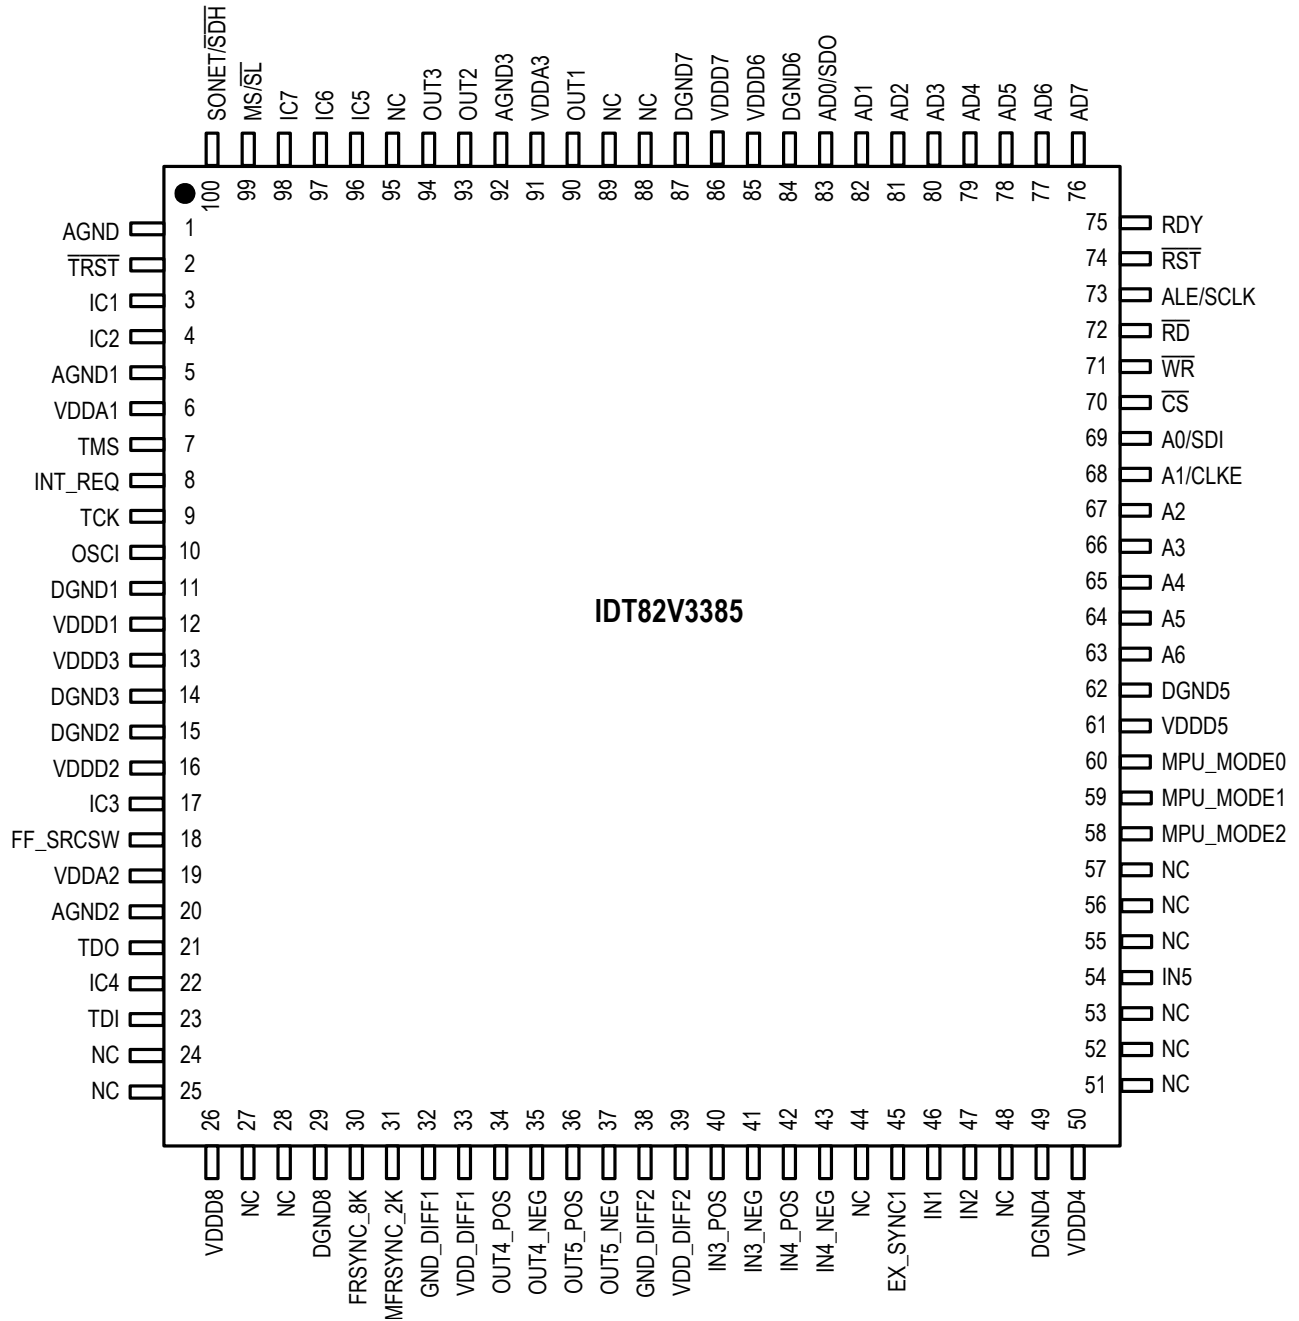 SONET/SDH
MS/SL
IC7
IC6
IC5
NC
OUT3
OUT2
AGND3
VDDA3
OUT1
NC
NC
DGND7
VDDD7
VDDD6
DGND6
AD0/SDO
AD1
AD2
AD3
AD4
AD5
AD6
AD7
100
99
98
97
96
95
94
93
92
91
90
89
88
87
86
85
84
83
82
81
80
79
78
77
76
AGND 1
TRST 2
IC1 3
IC2 4
AGND1 5
VDDA1 6
TMS 7
INT_REQ 8
TCK 9
OSCI 10
DGND1 11
VDDD1 12
VDDD3 13
DGND3 14
DGND2 15
VDDD2 16
IC3 17
FF_SRCSW 18
VDDA2 19
AGND2 20
TDO 21
IC4 22
TDI 23
NC 24
NC 25
IDT82V3385
75 RDY
74 RST
73 ALE/SCLK
72 RD
71 WR
70 CS
69 A0/SDI
68 A1/CLKE
67 A2
66 A3
65 A4
64 A5
63 A6
62 DGND5
61 VDDD5
60 MPU_MODE0
59 MPU_MODE1
58 MPU_MODE2
57 NC
56 NC
55 NC
54 IN5
53 NC
52 NC
51 NC
26
27
28
29
30
31
32
33
34
35
36
37
38
39
40
41
42
43
44
45
46
47
48
49
50
VDDD8
NC
NC
DGND8
FRSYNC_8K
MFRSYNC_2K
GND_DIFF1
VDD_DIFF1
OUT4_POS
OUT4_NEG
OUT5_POS
OUT5_NEG
GND_DIFF2
VDD_DIFF2
IN3_POS
IN3_NEG
IN4_POS
IN4_NEG
NC
EX_SYNC1
IN1
IN2
NC
DGND4
VDDD4